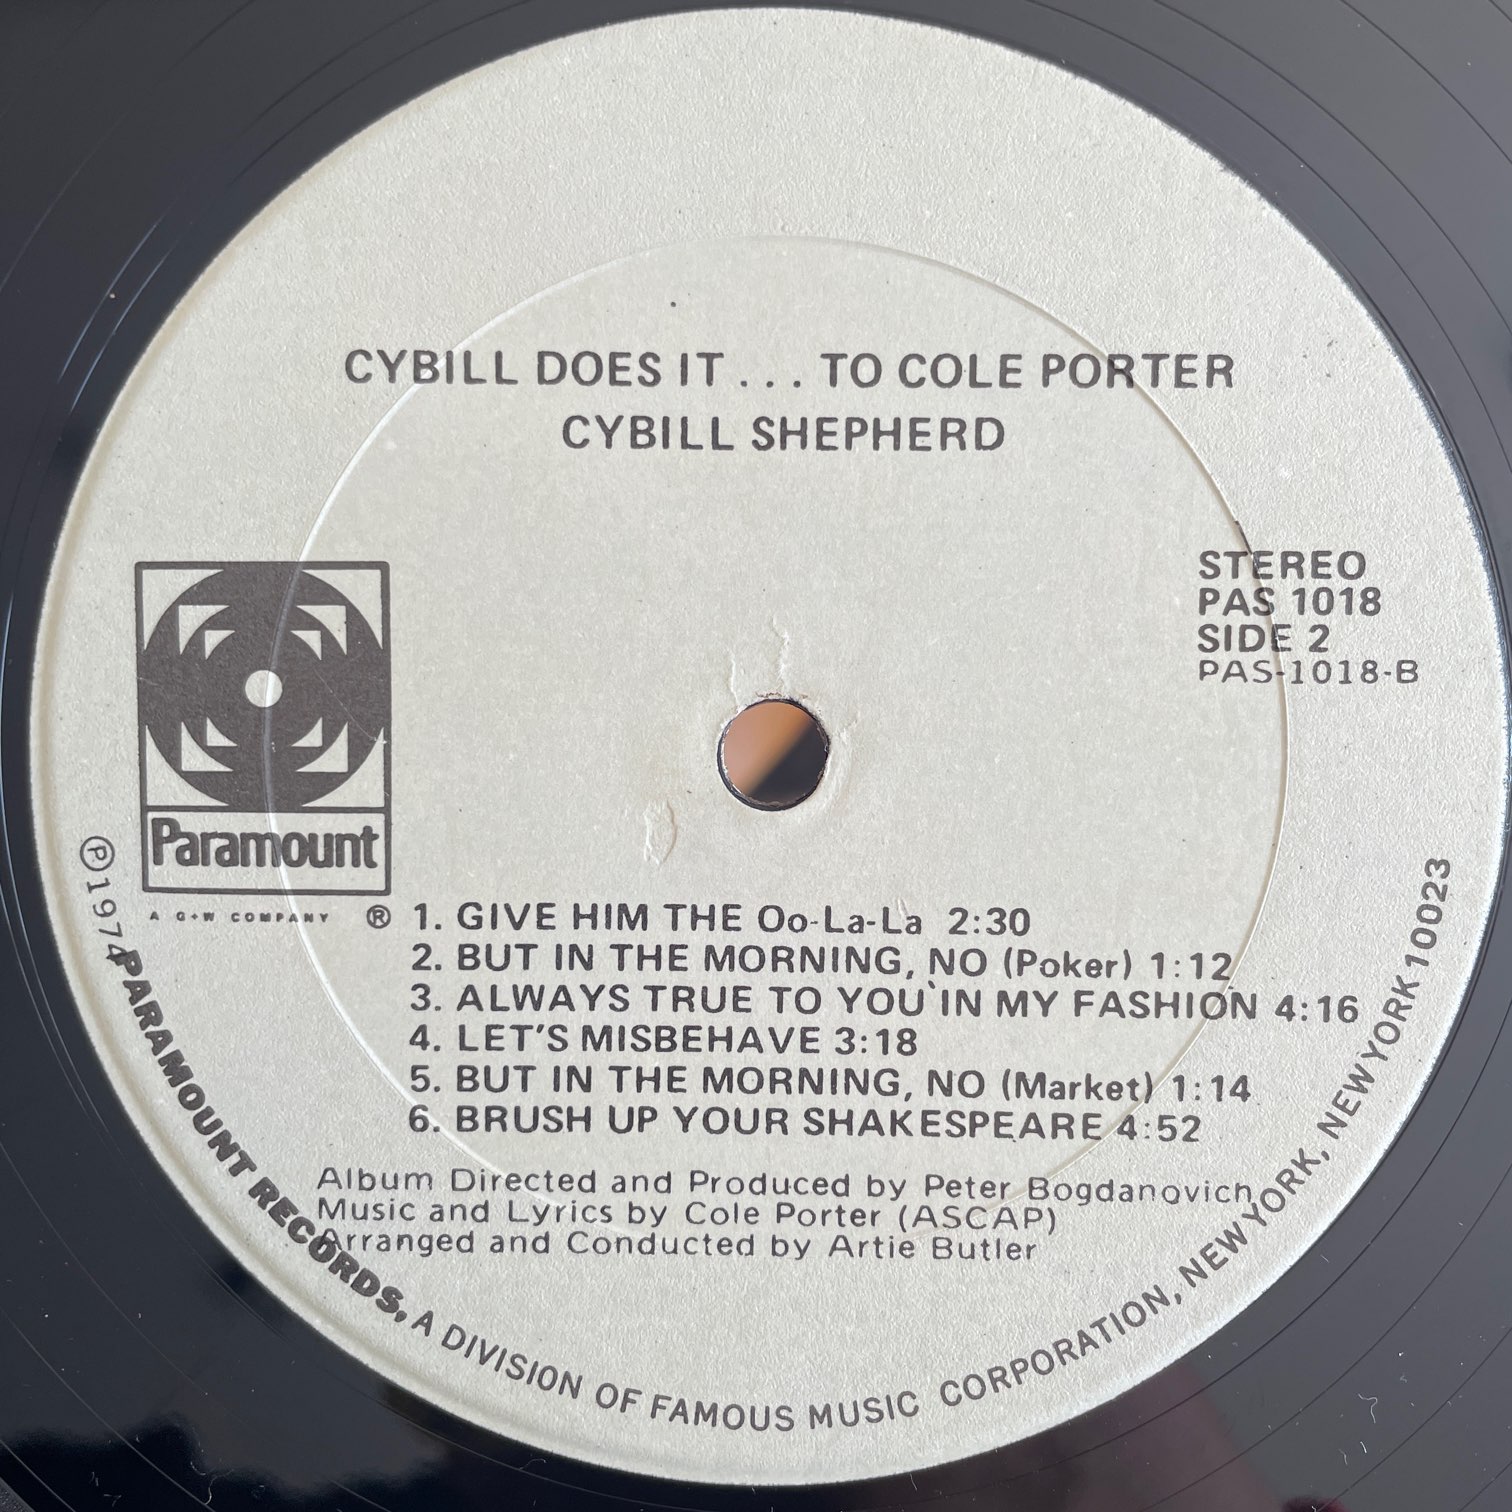 CYBILL DOES IT . . . TO COLE PORTER
CYBILL SHEPHERD
STEREO
PAS 1018
SIDE 2
PAS-1018-B
Paramount
A G+W COMPANY ®
1. GIVE HIM THE Oo-La-La 2:30
2. BUT IN THE MORNING, NO (Poker) 1:12
3. ALWAYS TRUE TO YOU IN MY FASHION 4:16
4. LET'S MISBEHAVE 3:18
5. BUT IN THE MORNING, NO (Market) 1:14
6. BRUSH UP YOUR SHAKESPEARE 4:52
Album Directed and Produced by Peter Bogdanovich
Music and Lyrics by Cole Porter (ASCAP)
Arranged and Conducted by Artie Butler
℗1974 PARAMOUNT RECORDS, A DIVISION OF FAMOUS MUSIC CORPORATION, NEW YORK, NEW YORK 10023